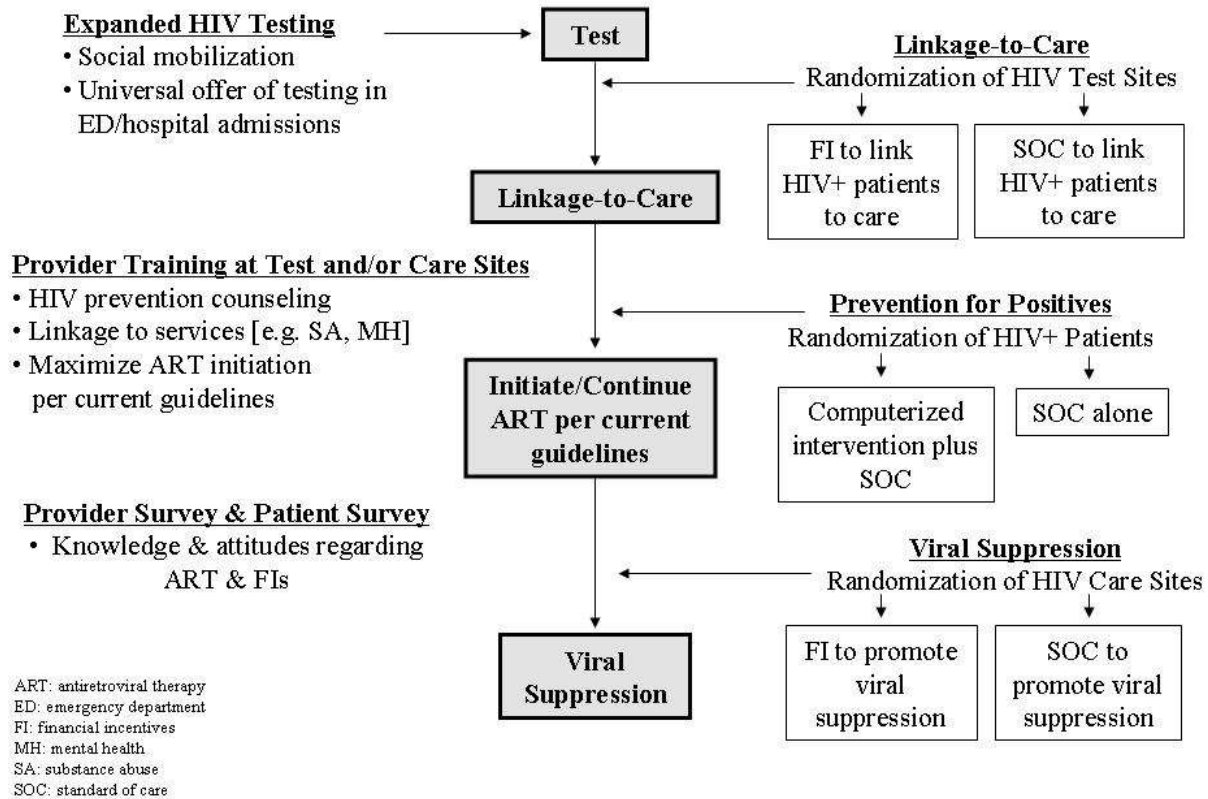 Expanded HIV Testing
• Social mobilization
• Universal offer of testing in
ED/hospital admissions
Test
Linkage-to-Care
Randomization of HIV Test Sites
FI to link
HIV+ patients
to care
SOC to link
HIV+ patients
to care
Linkage-to-Care
Provider Training at Test and/or Care Sites
• HIV prevention counseling
• Linkage to services [e.g. SA, MH]
• Maximize ART initiation
per current guidelines
Prevention for Positives
Randomization of HIV+ Patients
Computerized
intervention plus
SOC
SOC alone
Initiate/Continue
ART per current
guidelines
Provider Survey & Patient Survey
• Knowledge & attitudes regarding
ART & FIs
Viral Suppression
Randomization of HIV Care Sites
FI to promote
viral
suppression
SOC to
promote viral
suppression
Viral
Suppression
ART: antiretroviral therapy
ED: emergency department
FI: financial incentives
MH: mental health
SA: substance abuse
SOC: standard of care